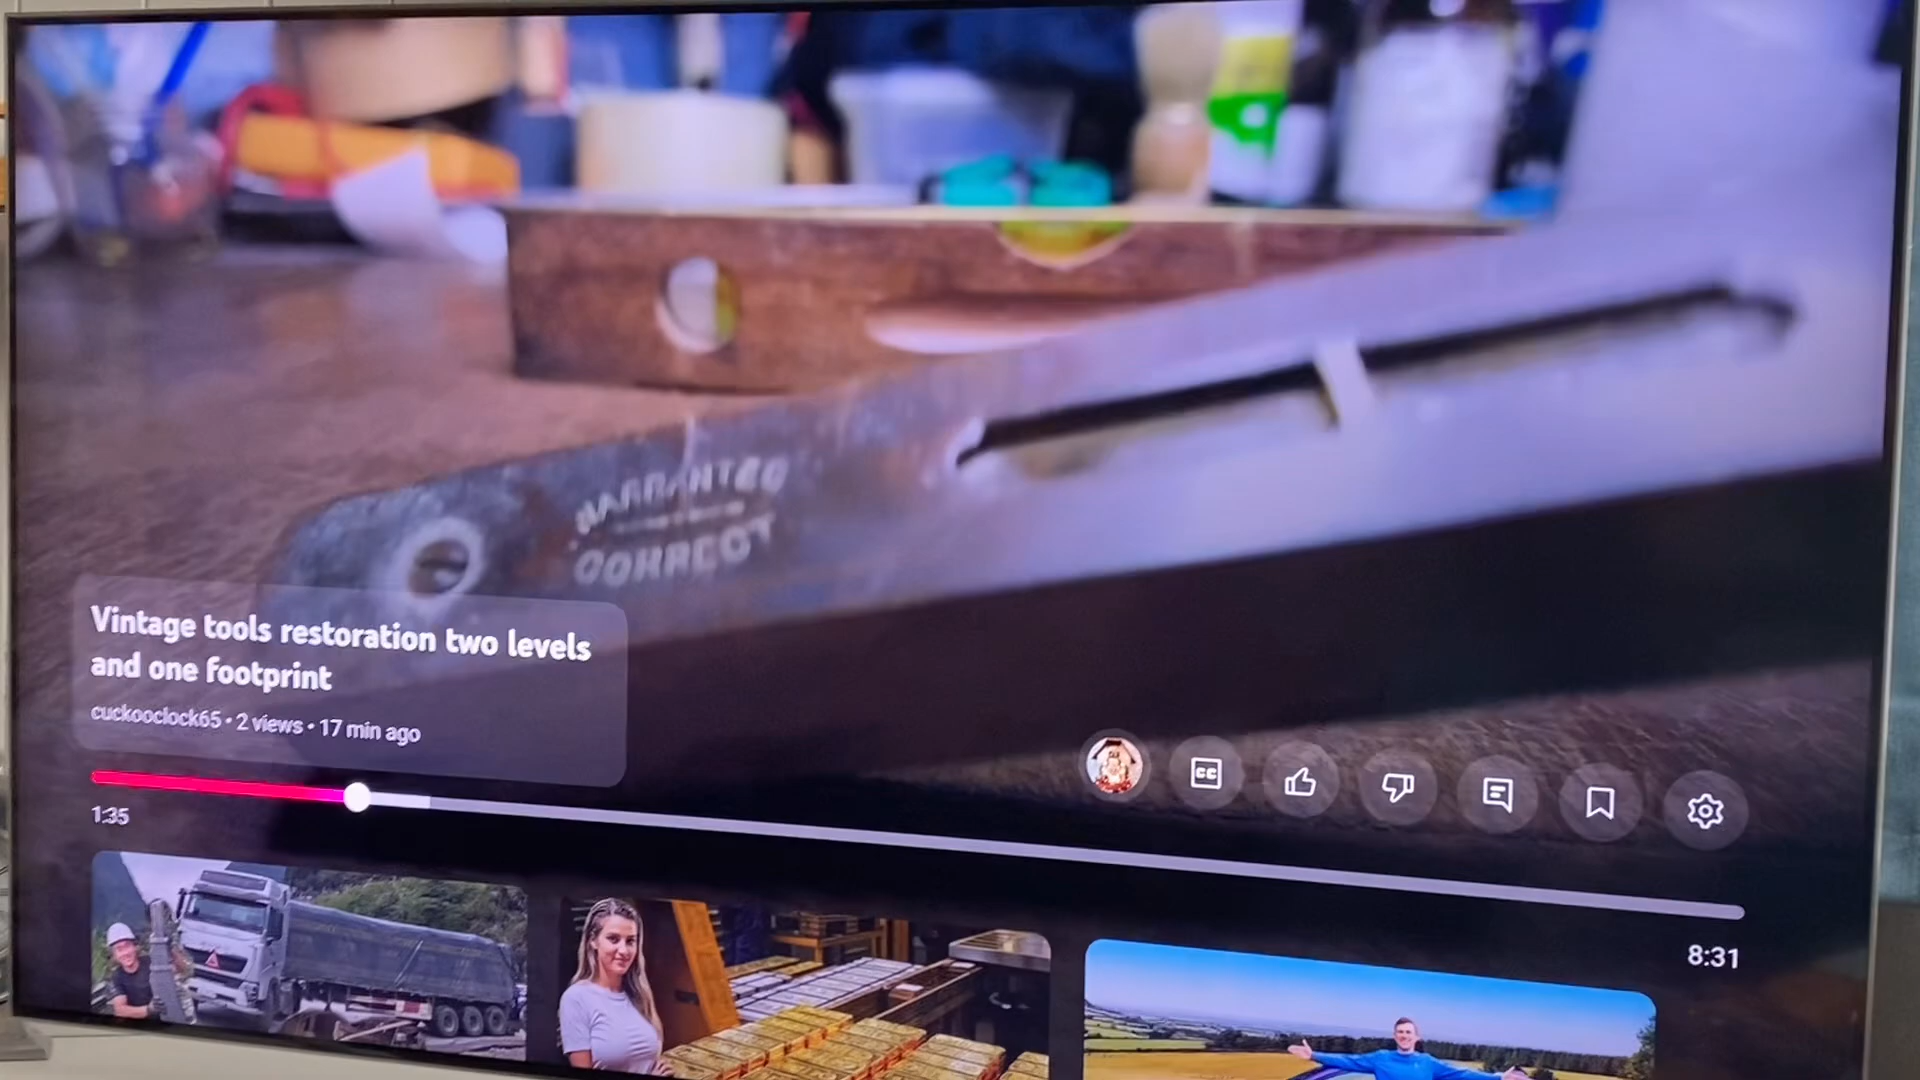 WARRANTED
CORRECT
Vintage tools restoration two levels
and one footprint
cuckooclock65 • 2 views • 17 min ago
CC
1:35
8:31